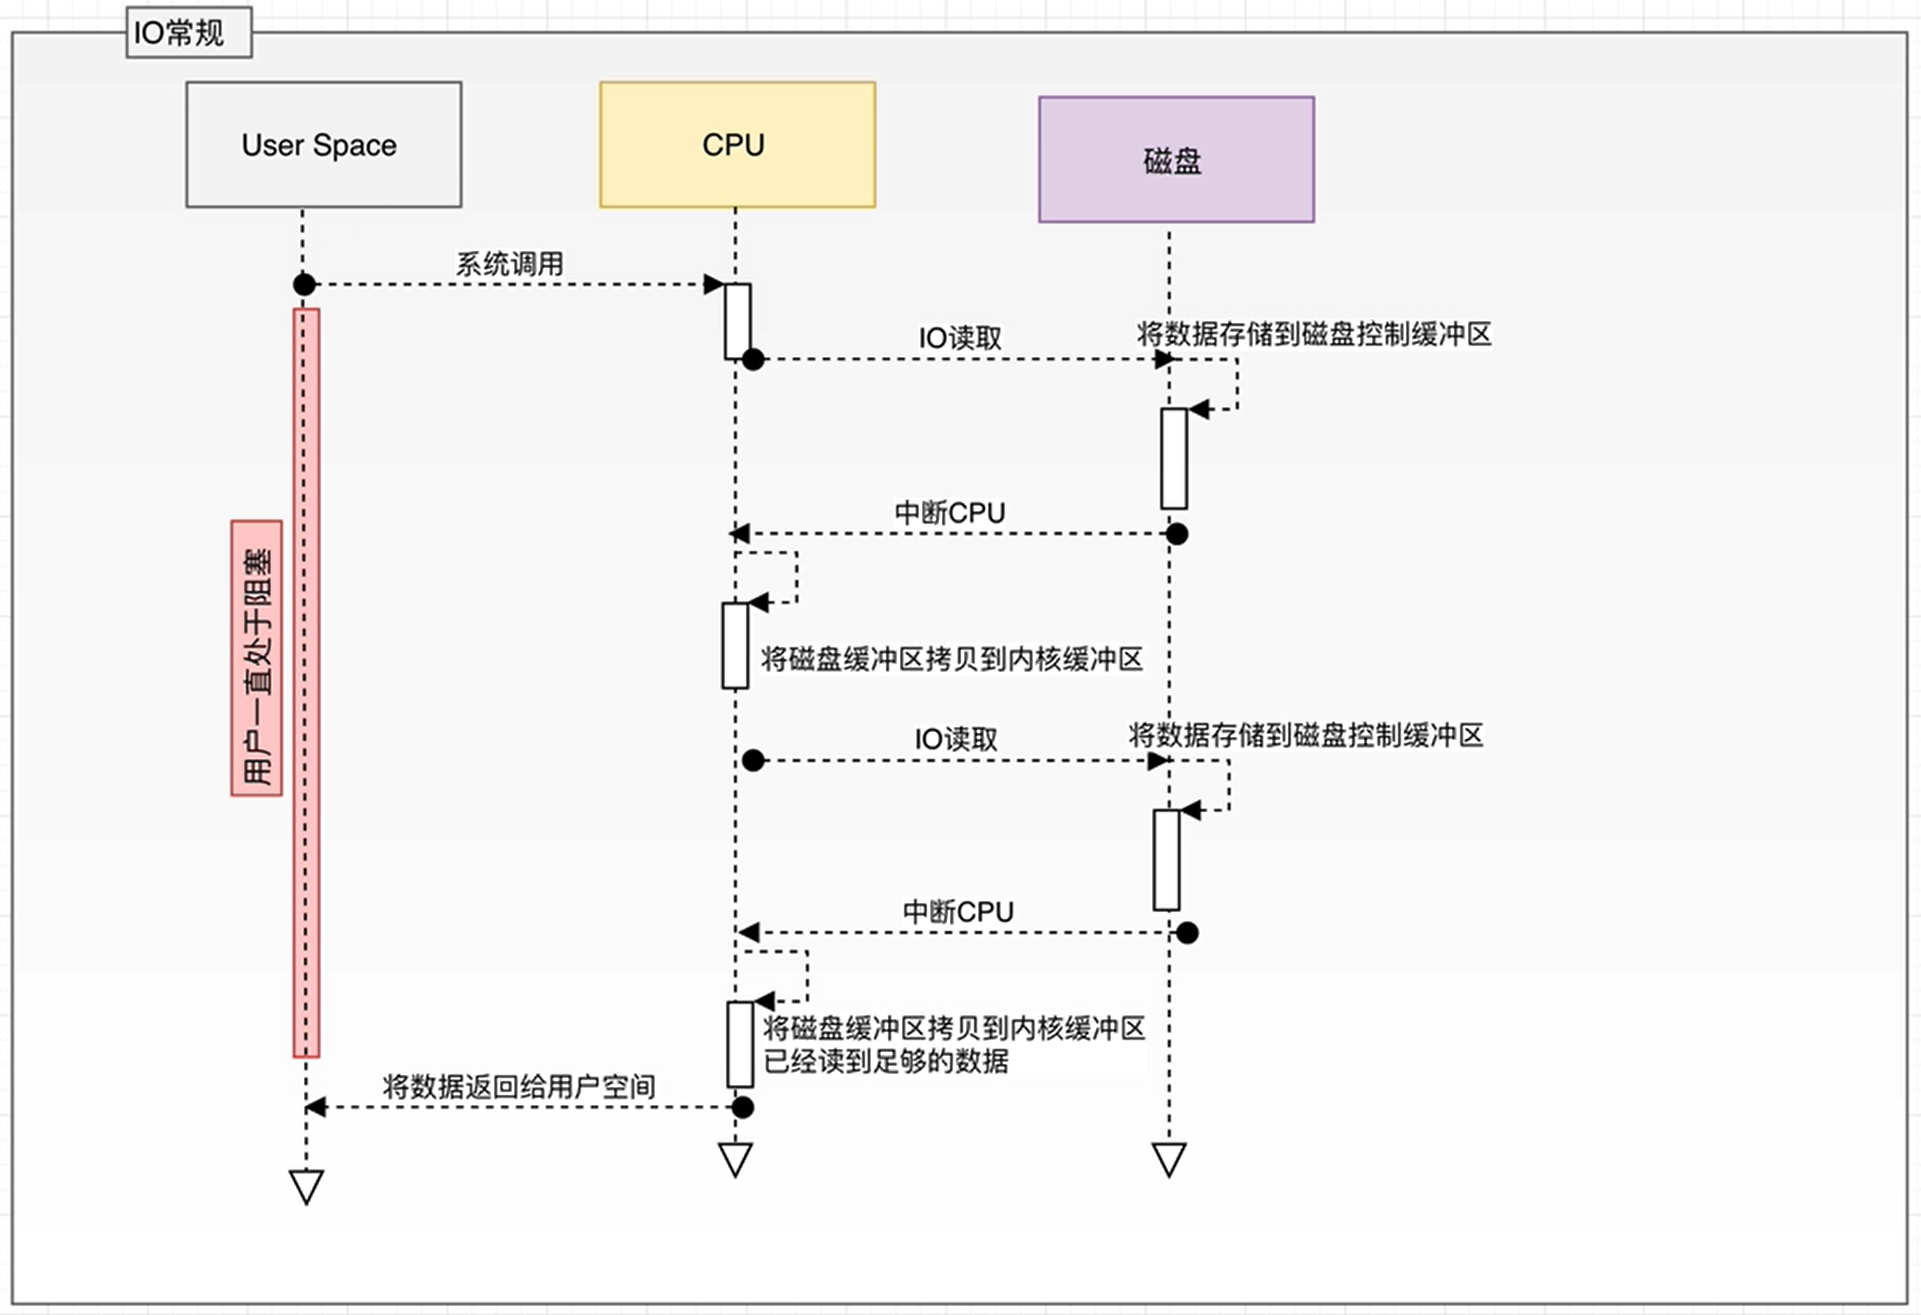 IO常规
User Space
CPU
磁盘
系统调用
IO读取
将数据存储到磁盘控制缓冲区
中断CPU
用户一直处于阻塞
将磁盘缓冲区拷贝到内核缓冲区
IO读取
将数据存储到磁盘控制缓冲区
中断CPU
将磁盘缓冲区拷贝到内核缓冲区
已经读到足够的数据
将数据返回给用户空间